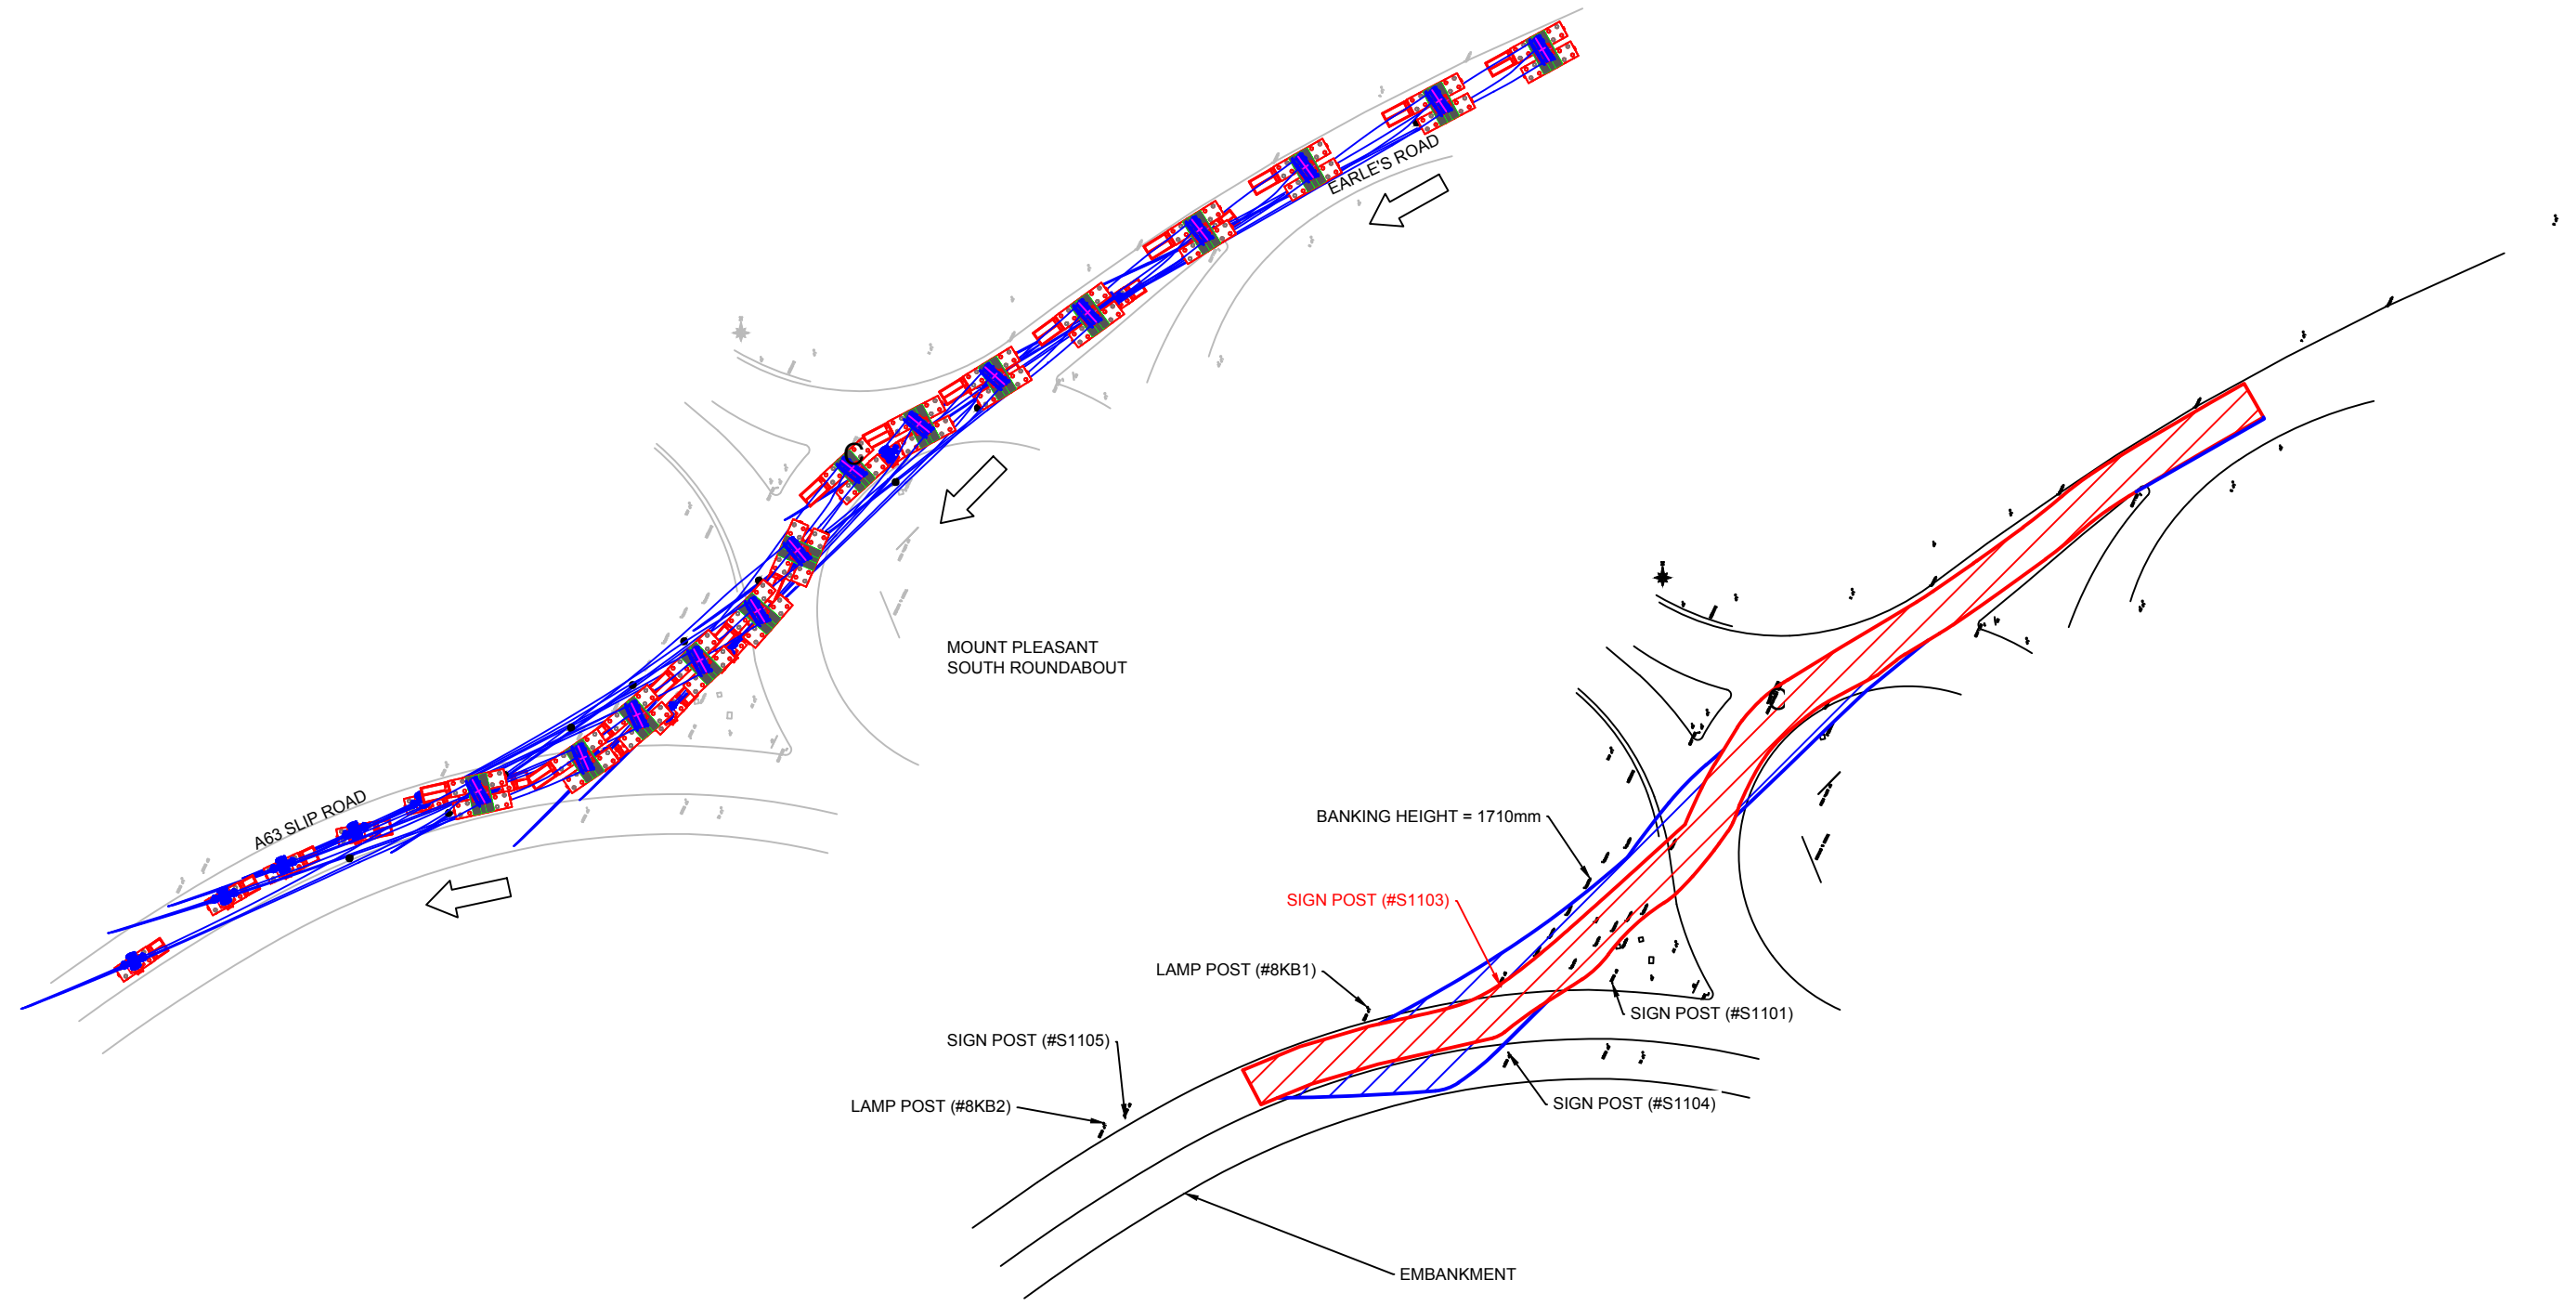 EARLE'S ROAD
MOUNT PLEASANT
SOUTH ROUNDABOUT
A63 SLIP ROAD
BANKING HEIGHT = 1710mm
SIGN POST (#S1103)
LAMP POST (#8KB1)
SIGN POST (#S1101)
SIGN POST (#S1105)
LAMP POST (#8KB2)
SIGN POST (#S1104)
EMBANKMENT